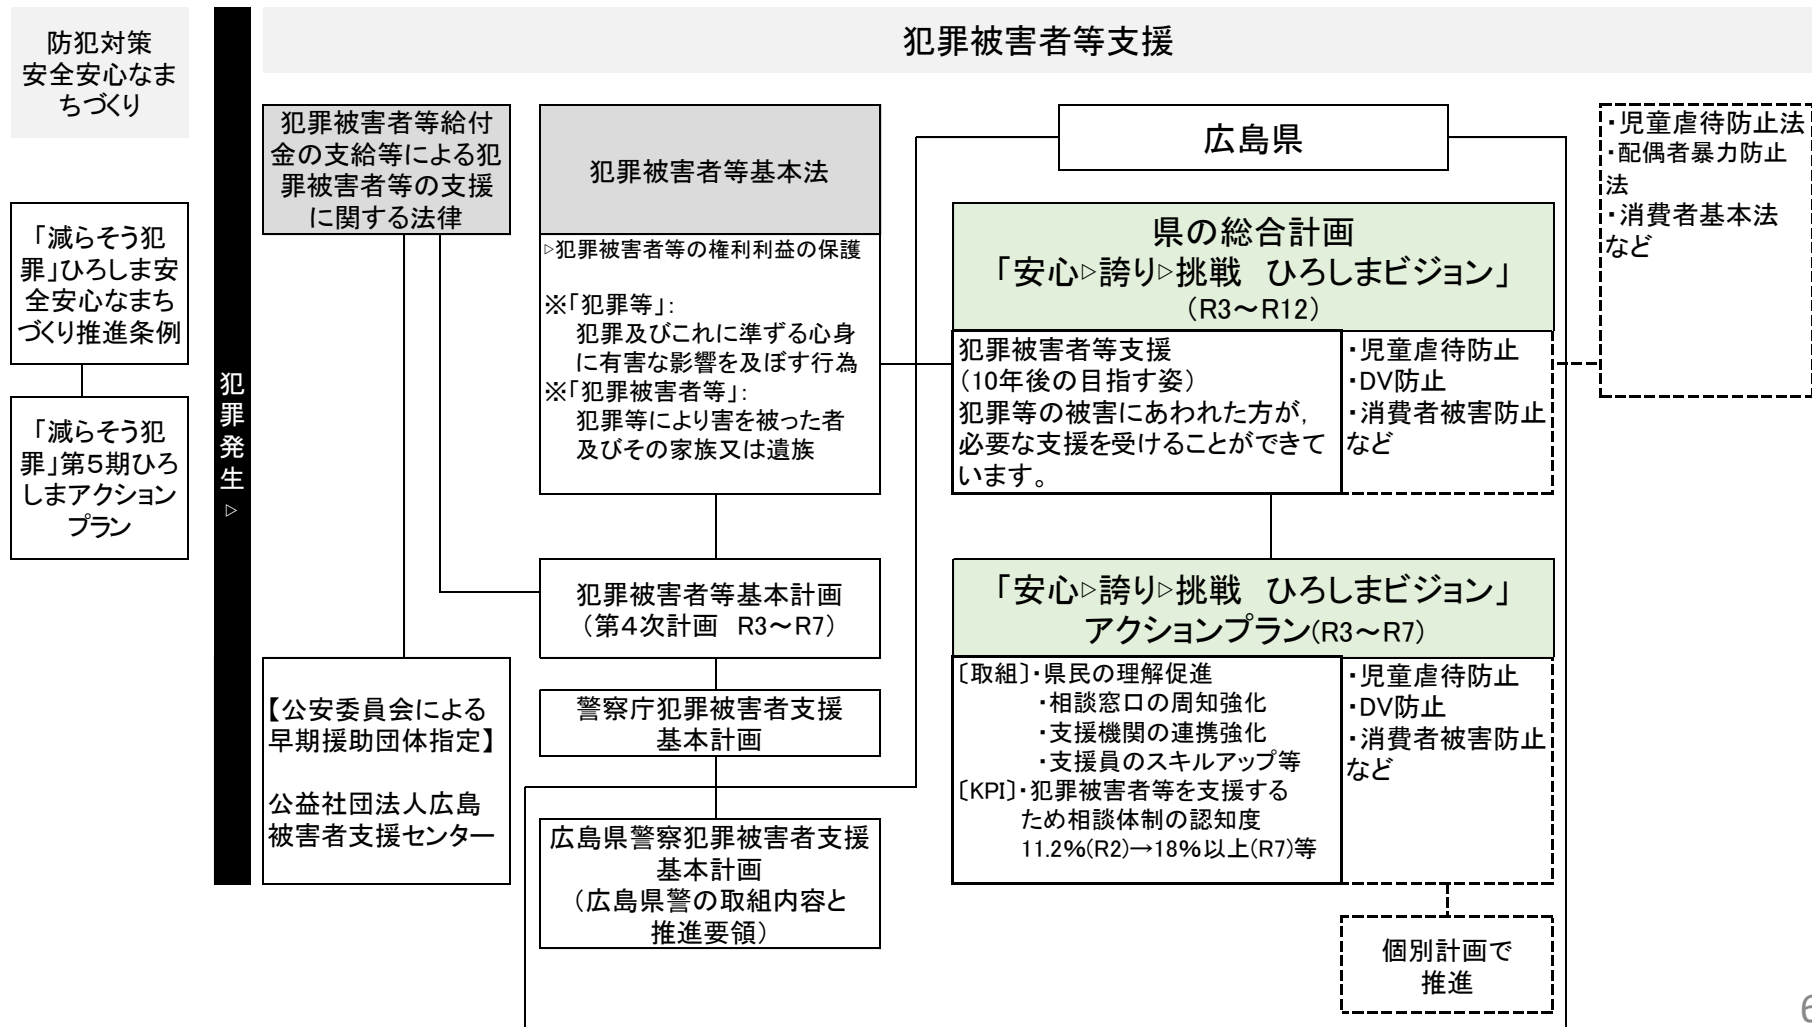 防犯対策
安全安心なま
ちづくり
「減らそう犯
罪」ひろしま安
全安心なまち
づくり推進条例
「減らそう犯
罪」第5期ひろ
しまアクション
プラン
犯罪発生▷
犯罪被害者等支援
犯罪被害者等給付
金の支給等による犯
罪被害者等の支援
に関する法律
【公安委員会による
早期援助団体指定】
公益社団法人広島
被害者支援センター
犯罪被害者等基本法
▷犯罪被害者等の権利利益の保護
※「犯罪等」：
犯罪及びこれに準ずる心身
に有害な影響を及ぼす行為
※「犯罪被害者等」：
犯罪等により害を被った者
及びその家族又は遺族
犯罪被害者等基本計画
（第４次計画　R3～R7）
警察庁犯罪被害者支援
基本計画
広島県警察犯罪被害者支援
基本計画
（広島県警の取組内容と
推進要領）
広島県
県の総合計画
「安心▷誇り▷挑戦　ひろしまビジョン」
（R3～R12）
犯罪被害者等支援
（10年後の目指す姿）
犯罪等の被害にあわれた方が，
必要な支援を受けることができて
います。
・児童虐待防止
・DV防止
・消費者被害防止
など
「安心▷誇り▷挑戦　ひろしまビジョン」
アクションプラン(R3～R7)
〔取組〕・県民の理解促進
・相談窓口の周知強化
・支援機関の連携強化
・支援員のスキルアップ等
〔KPI〕・犯罪被害者等を支援する
ため相談体制の認知度
11.2%(R2)→18%以上(R7)等
・児童虐待防止
・DV防止
・消費者被害防止
など
個別計画で
推進
・児童虐待防止法
・配偶者暴力防止
法
・消費者基本法
など
6